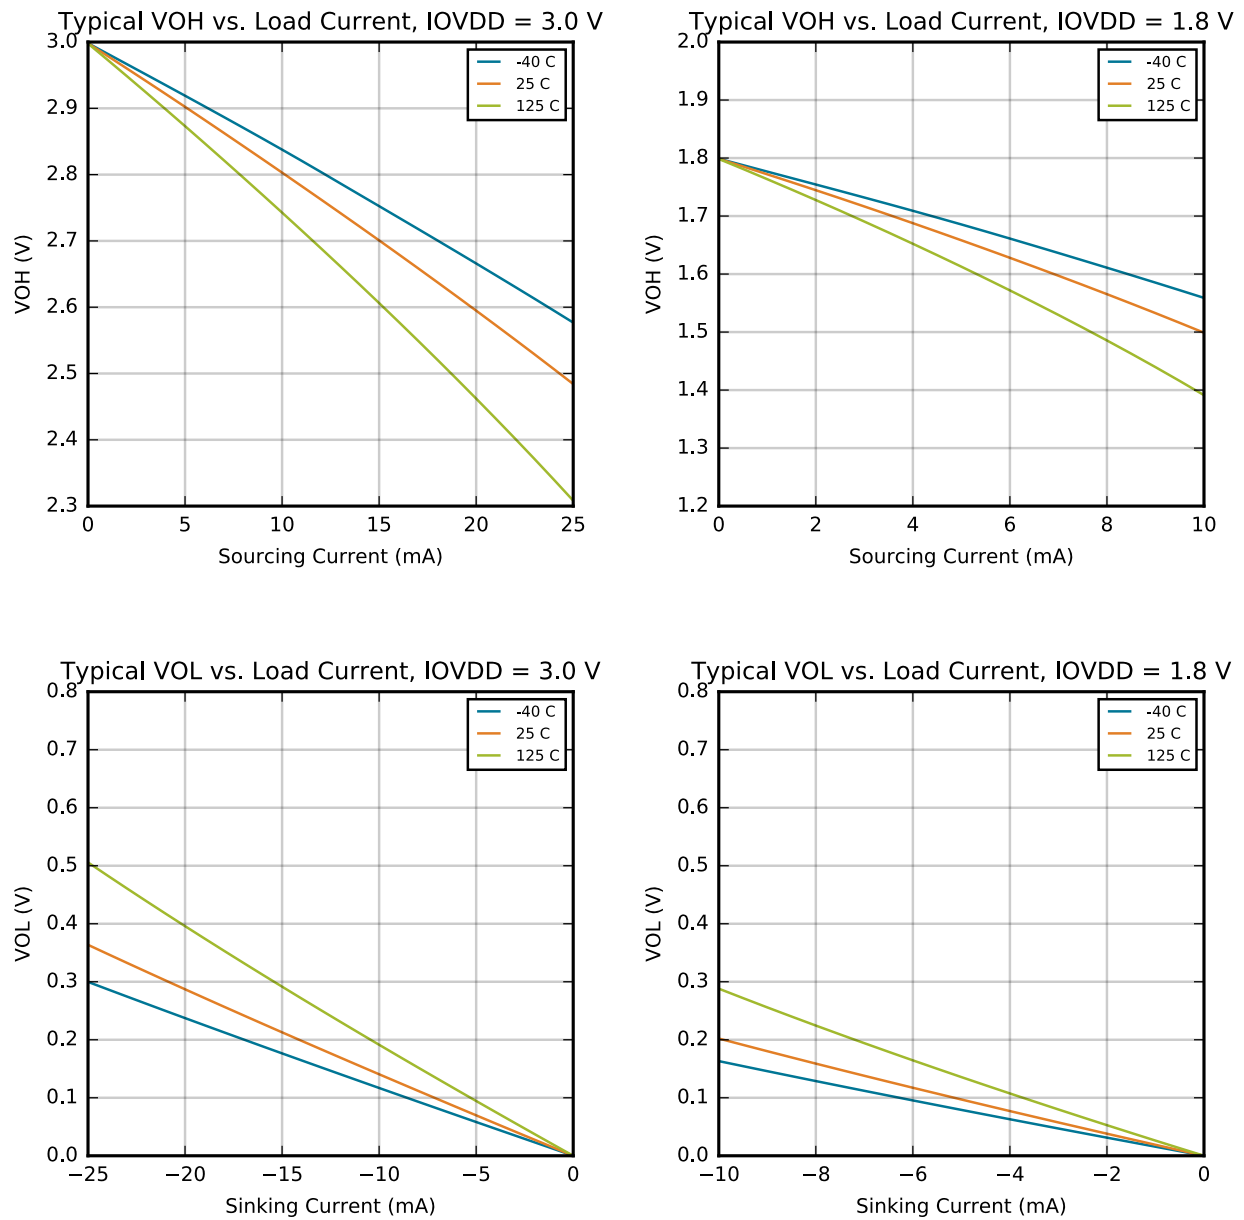 Typical VOH vs. Load Current, IOVDD = 3.0 V
3.0
2.9
2.8
2.7
2.6
2.5
2.4
2.3
VOH (V)
-40 C
25 C
125 C
0 5 10 15 20 25
Sourcing Current (mA)
Typical VOH vs. Load Current, IOVDD = 1.8 V
2.0
1.9
1.8
1.7
1.6
1.5
1.4
1.3
1.2
VOH (V)
-40 C
25 C
125 C
0 2 4 6 8 10
Sourcing Current (mA)
Typical VOL vs. Load Current, IOVDD = 3.0 V
0.8
0.7
0.6
0.5
0.4
0.3
0.2
0.1
0.0
VOL (V)
-40 C
25 C
125 C
−25 −20 −15 −10 −5 0
Sinking Current (mA)
Typical VOL vs. Load Current, IOVDD = 1.8 V
0.8
0.7
0.6
0.5
0.4
0.3
0.2
0.1
0.0
VOL (V)
-40 C
25 C
125 C
−10 −8 −6 −4 −2 0
Sinking Current (mA)